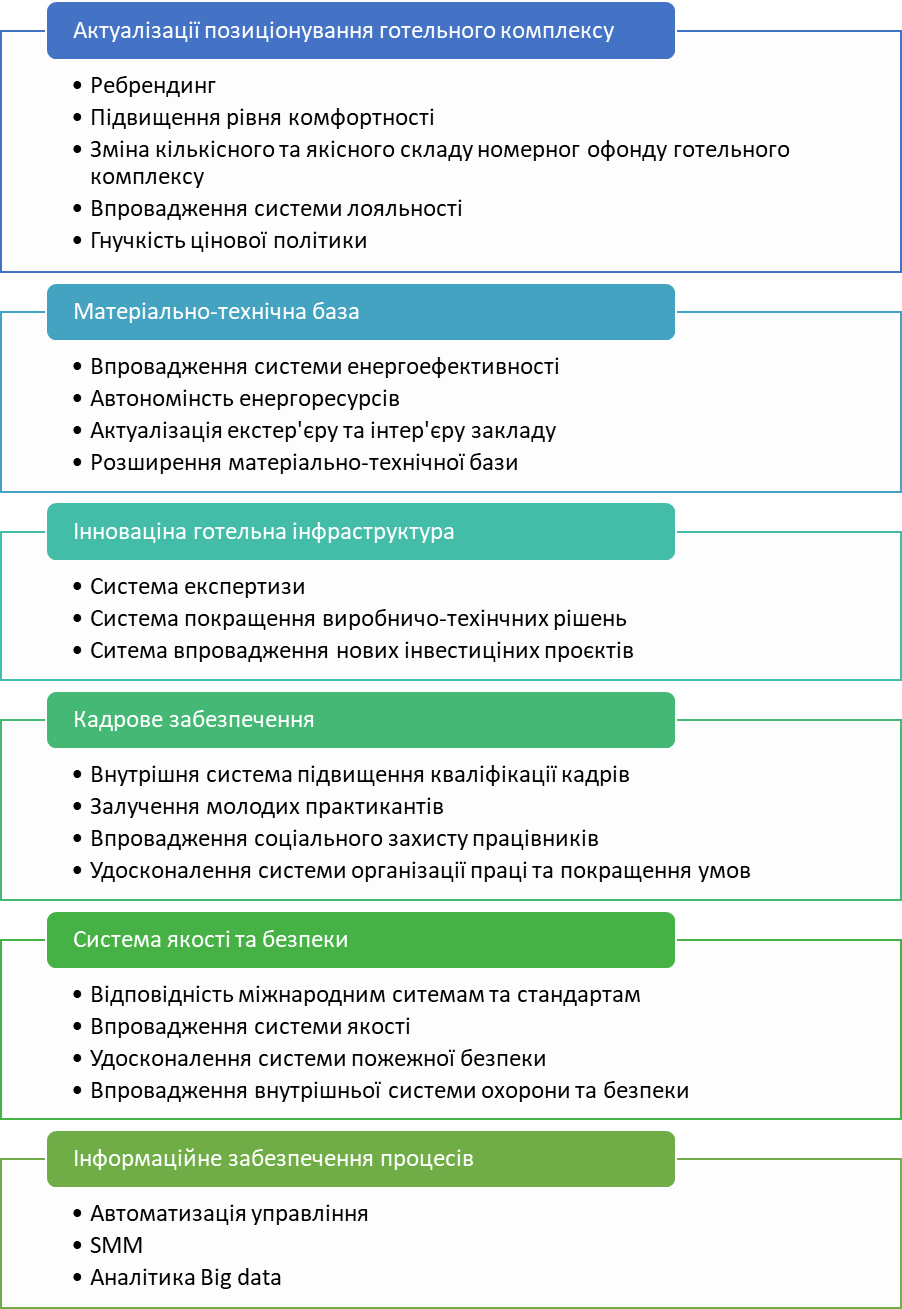 Актуалізації позиціонування готельного комплексу
• Ребрендинг
• Підвищення рівня комфортності
• Зміна кількісного та якісного складу номерног офонду готельного
комплексу
• Впровадження системи лояльності
• Гнучкість цінової політики
Матеріально-технічна база
• Впровадження системи енергоефективності
• Автономінсть енергоресурсів
• Актуалізація екстер'єру та інтер'єру закладу
• Розширення матеріально-технічної бази
Інноваціна готельна інфраструктура
• Система експертизи
• Система покращення виробничо-техінчних рішень
• Ситема впровадження нових інвестиціних проєктів
Кадрове забезпечення
• Внутрішня система підвищення кваліфікації кадрів
• Залучення молодих практикантів
• Впровадження соціального захисту працівників
• Удосконалення системи організації праці та покращення умов
Система якості та безпеки
• Відповідність міжнародним ситемам та стандартам
• Впровадження системи якості
• Удосконалення системи пожежної безпеки
• Впровадження внутрішньої системи охорони та безпеки
Інформаційне забезпечення процесів
• Автоматизація управління
• SMM
• Аналітика Big data